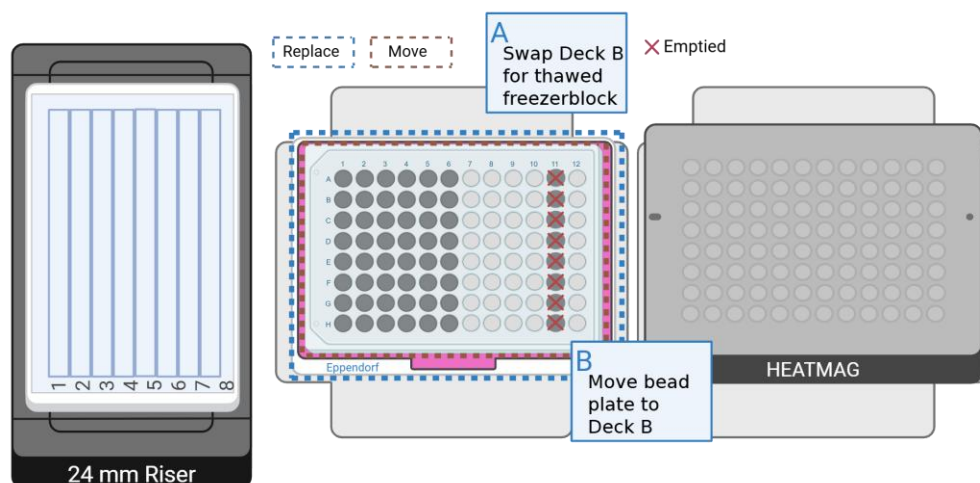 Replace
Move
A
Swap Deck B
for thawed
freezerblock
Emptied
1 2 3 4 5 6 7 8 9 10 11 12
A
B
C
D
E
F
G
H
Eppendorf
B
Move bead
plate to
Deck B
HEATMAG
1 2 3 4 5 6 7 8
24 mm Riser